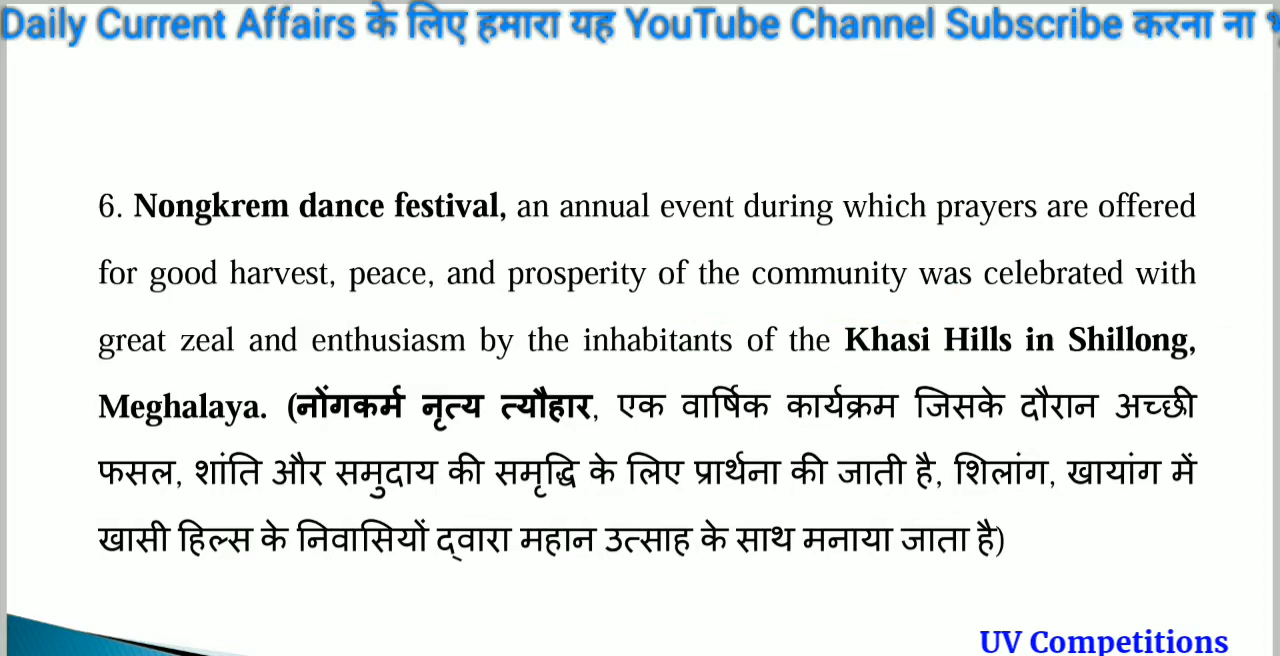 Daily Current Affairs के लिए हमारा यह YouTube Channel Subscribe करना ना
6. Nongkrem dance festival, an annual event during which prayers are offered
for good harvest, peace, and prosperity of the community was celebrated with
great zeal and enthusiasm by the inhabitants of the Khasi Hills in Shillong,
Meghalaya. (नोंगकर्म नृत्य त्यौहार, एक वार्षिक कार्यक्रम जिसके दौरान अच्छी
फसल, शांति और समुदाय की समृद्धि के लिए प्रार्थना की जाती है, शिलांग, खायांग में
खासी हिल्स के निवासियों द्वारा महान उत्साह के साथ मनाया जाता है)
UV Competitions